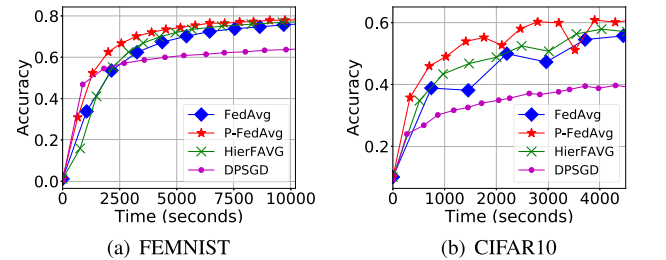 Accuracy
0.8
0.6
0.4
0.2
0.0
FedAvg
P-FedAvg
HierFAVG
DPSGD
0 2500 5000 7500 10000
Time (seconds)
(a) FEMNIST
Accuracy
0.6
0.4
0.2
FedAvg
P-FedAvg
HierFAVG
DPSGD
0 1000 2000 3000 4000
Time (seconds)
(b) CIFAR10